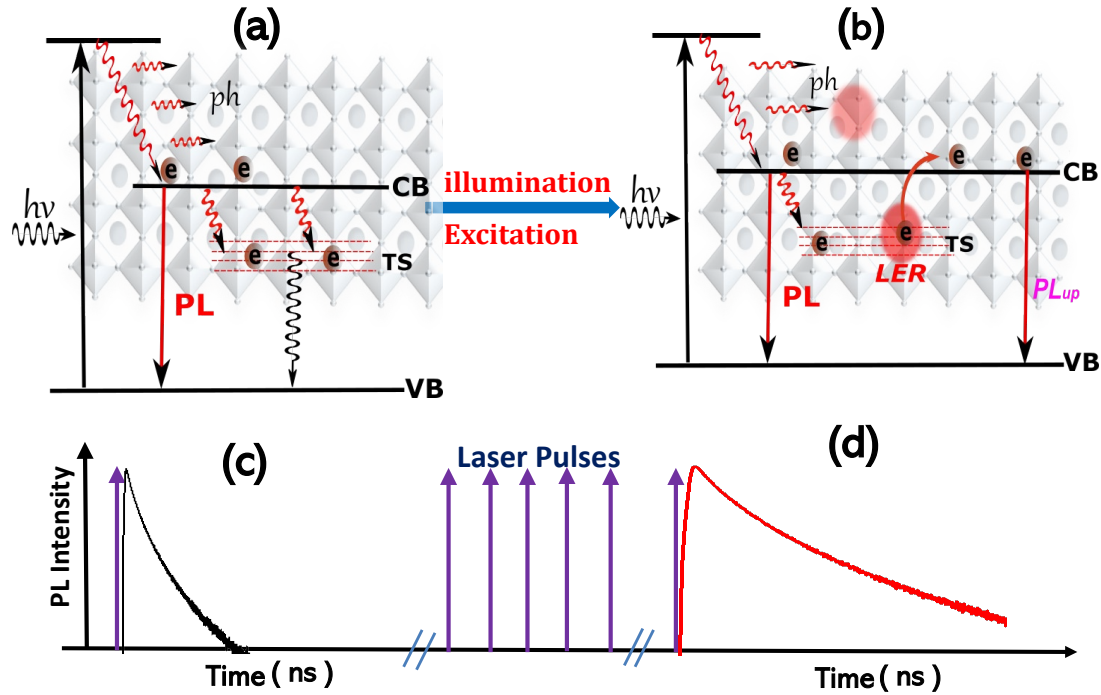 (a)
ph
e
e
CB
hν
e
e
TS
PL
VB
illumination
Excitation
(b)
ph
e
e
e
CB
hν
e
e
TS
LER
PL
PLup
VB
(c)
Laser Pulses
(d)
PL Intensity
Time ( ns )
Time ( ns )